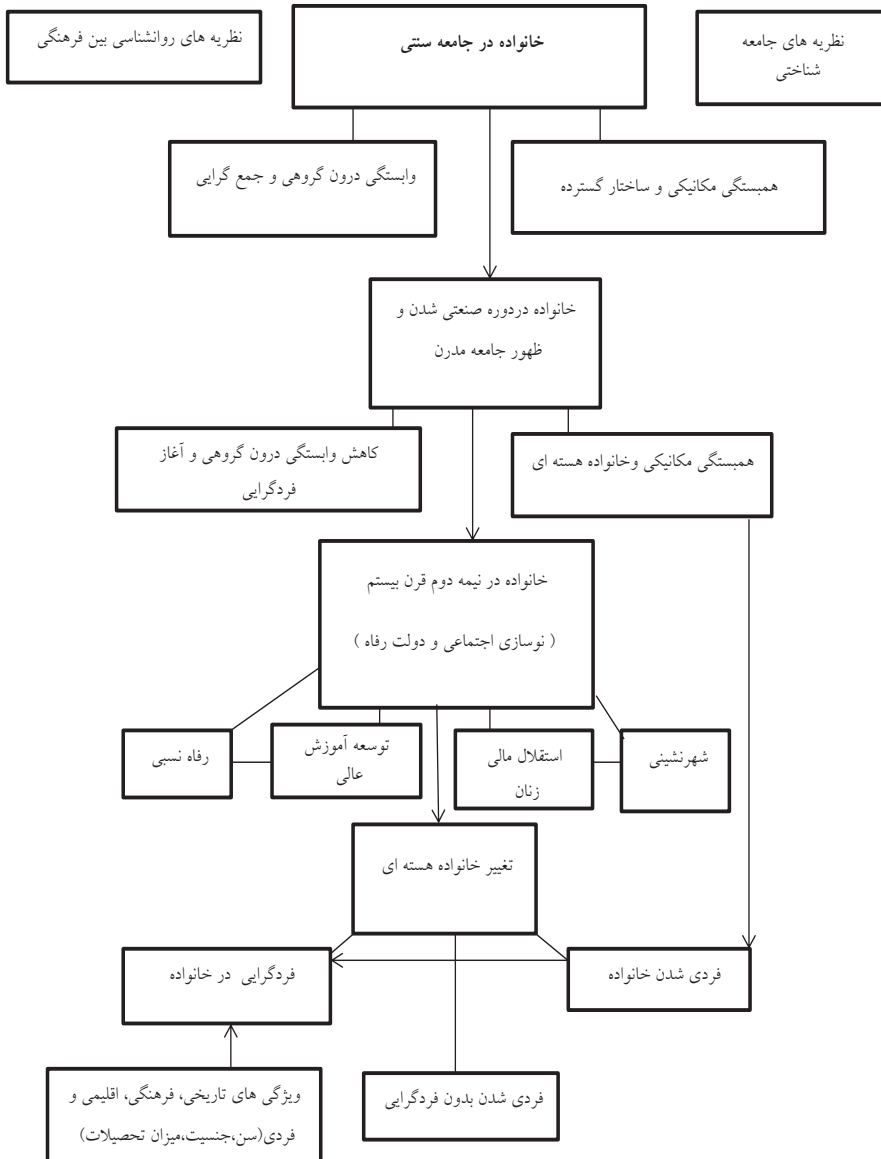 نظریه های جامعه
شناختی
خانواده در جامعه سنتی
نظریه های روانشناسی بین فرهنگی
همبستگی مکانیکی و ساختار گسترده
وابستگی درون گروهی و جمع گرایی
خانواده دردوره صنعتی شدن و
ظهور جامعه مدرن
همبستگی مکانیکی وخانواده هسته ای
کاهش وابستگی درون گروهی و آغاز
فردگرایی
خانواده در نیمه دوم قرن بیستم
( نوسازی اجتماعی و دولت رفاه )
شهرنشینی
استقلال مالی
زنان
توسعه آموزش
عالی
رفاه نسبی
تغییر خانواده هسته ای
فردی شدن خانواده
فردگرایی در خانواده
فردی شدن بدون فردگرایی
ویژگی های تاریخی، فرهنگی، اقلیمی و
فردی(سن،جنسیت،میزان تحصیلات)